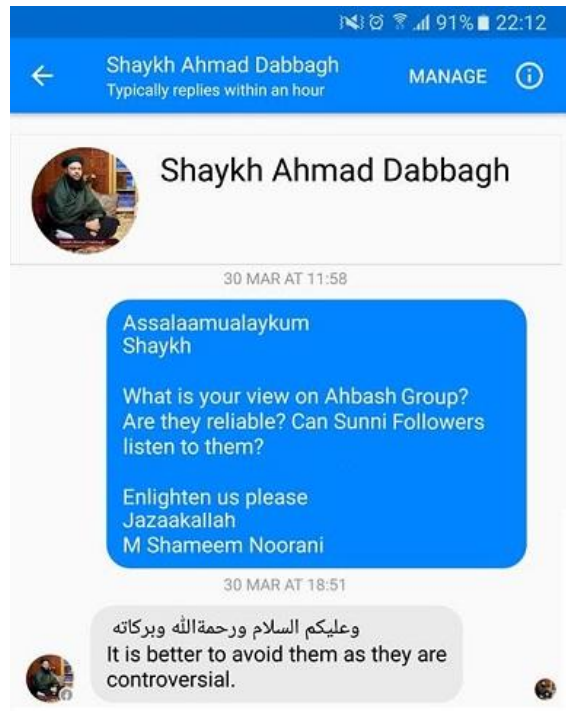 91% 22:12
Shaykh Ahmad Dabbagh
Typically replies within an hour
MANAGE
Shaykh Ahmad Dabbagh
30 MAR AT 11:58
Assalaamualaykum
Shaykh
What is your view on Ahbash Group?
Are they reliable? Can Sunni Followers
listen to them?
Enlighten us please
Jazaakallah
M Shameem Noorani
30 MAR AT 18:51
وعليكم السلام ورحمةالله وبركاته
It is better to avoid them as they are
controversial.